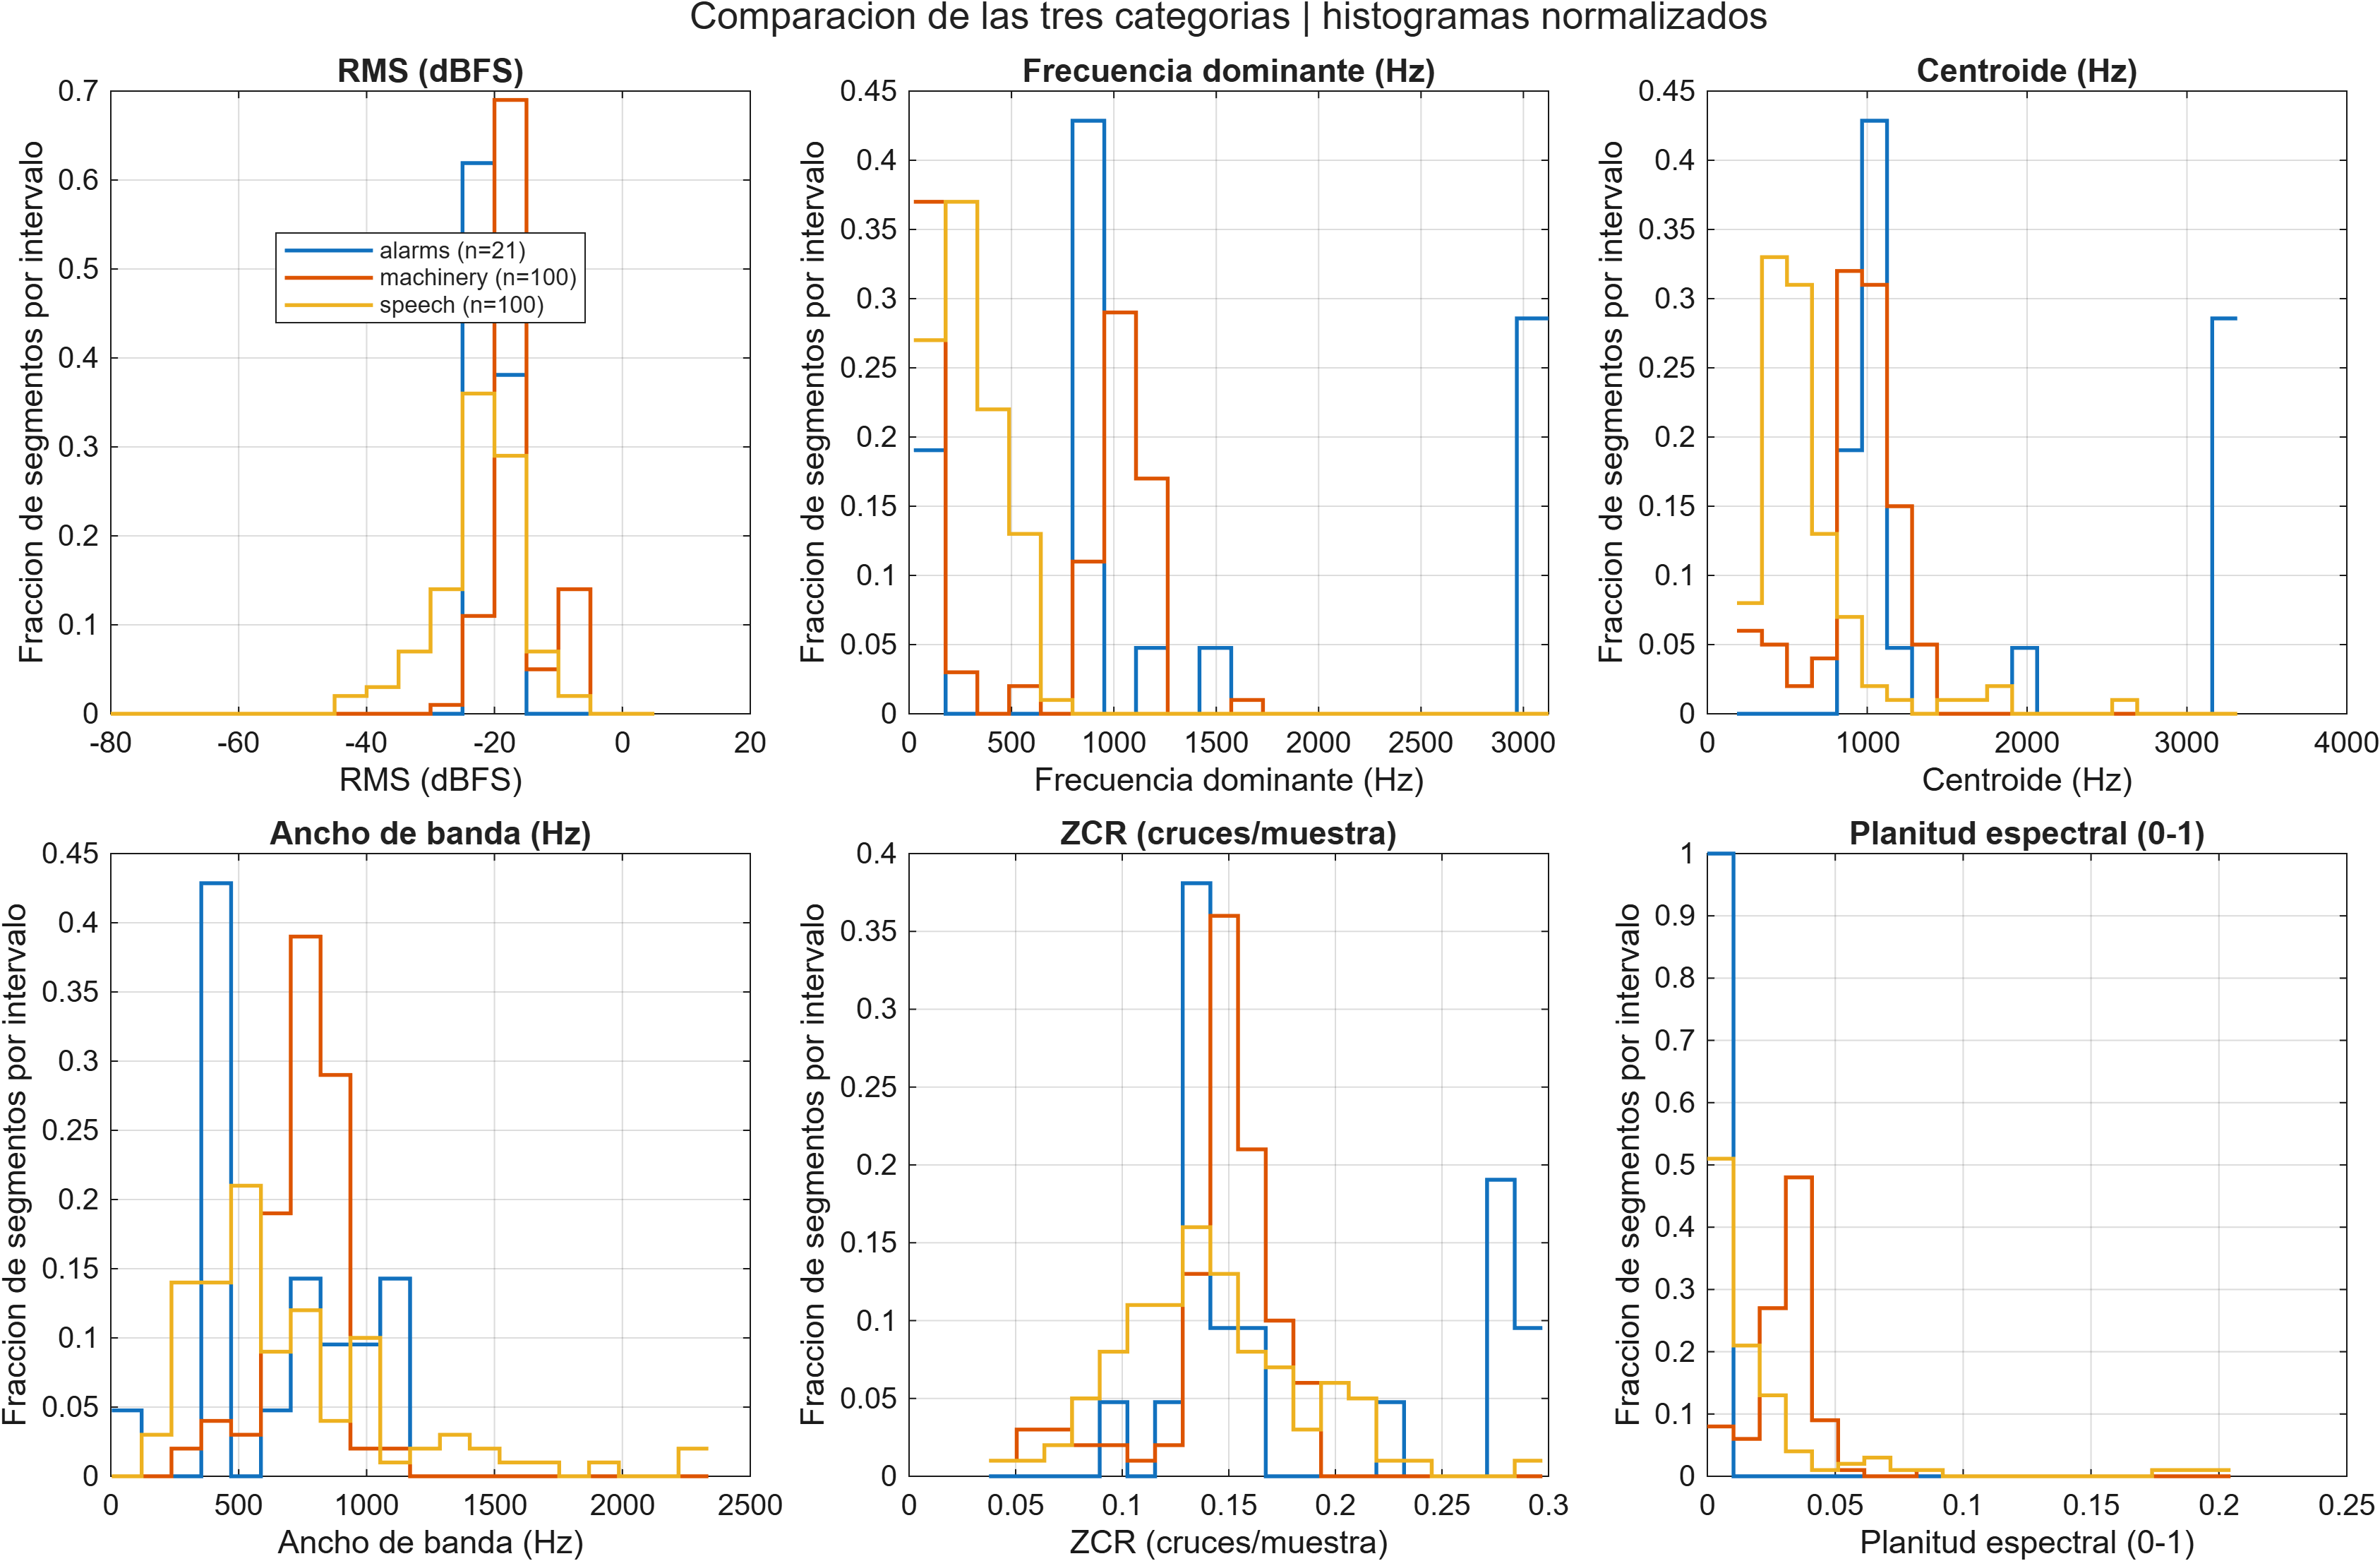 Comparacion de las tres categorias | histogramas normalizados
RMS (dBFS)
Fraccion de segmentos por intervalo
0.7
0.6
0.5
0.4
0.3
0.2
0.1
0
alarms (n=21)
machinery (n=100)
speech (n=100)
-80 -60 -40 -20 0 20
RMS (dBFS)
Frecuencia dominante (Hz)
Fraccion de segmentos por intervalo
0.45
0.4
0.35
0.3
0.25
0.2
0.15
0.1
0.05
0
0 500 1000 1500 2000 2500 3000
Frecuencia dominante (Hz)
Centroide (Hz)
Fraccion de segmentos por intervalo
0.45
0.4
0.35
0.3
0.25
0.2
0.15
0.1
0.05
0
0 1000 2000 3000 4000
Centroide (Hz)
Ancho de banda (Hz)
Fraccion de segmentos por intervalo
0.45
0.4
0.35
0.3
0.25
0.2
0.15
0.1
0.05
0
0 500 1000 1500 2000 2500
Ancho de banda (Hz)
ZCR (cruces/muestra)
Fraccion de segmentos por intervalo
0.4
0.35
0.3
0.25
0.2
0.15
0.1
0.05
0
0 0.05 0.1 0.15 0.2 0.25 0.3
ZCR (cruces/muestra)
Planitud espectral (0-1)
Fraccion de segmentos por intervalo
1
0.9
0.8
0.7
0.6
0.5
0.4
0.3
0.2
0.1
0
0 0.05 0.1 0.15 0.2 0.25
Planitud espectral (0-1)